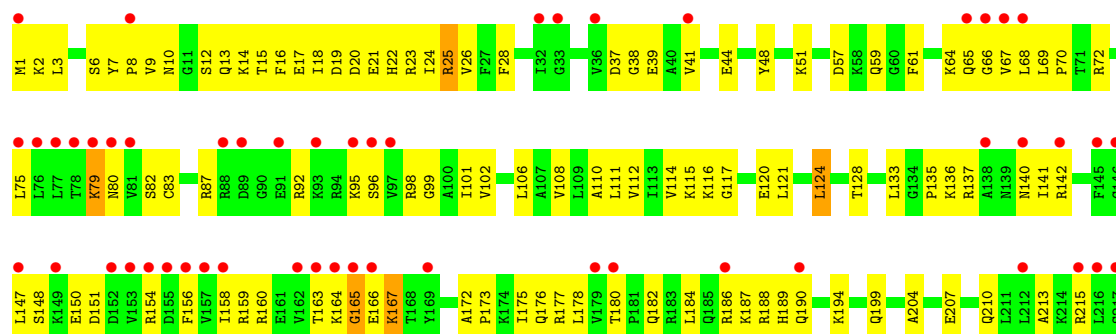 M1 K2 L3 S6 Y7 P8 V9 N10 G11 S12 Q13 K14 T15 F16 E17 I18 D19 D20 E21 H22 R23 I24 R25 V26 F27 F28 I32 G33 V36 D37 G38 E39 A40 V41 E44 Y48 K51 D57 K58 Q59 G60 F61 K64 Q65 G66 V67 L68 L69 P70 T71 R72
L75 L76 L77 T78 K79 N80 V81 S82 C83 R87 R88 D89 G90 E91 R92 K93 R94 K95 S96 V97 R98 G99 A100 I101 V102 L106 A107 V108 L109 A110 L111 V112 I113 V114 K115 K116 G117 E120 L121 L124 T128 L133 G134 P135 K136 R137 A138 N139 N140 I141 R142 F145
L147 S148 K149 E150 D151 D152 V153 R154 D155 F156 V157 I158 R159 R160 E161 V162 T163 K164 G165 E166 K167 T168 Y169 A172 P173 K174 I175 Q176 R177 L178 V179 T180 P181 Q182 R183 L184 Q185 R186 K187 R188 H189 Q190 K194 Q199 A204 E207 Q210 L211 L212 A213 K214 R215 L216